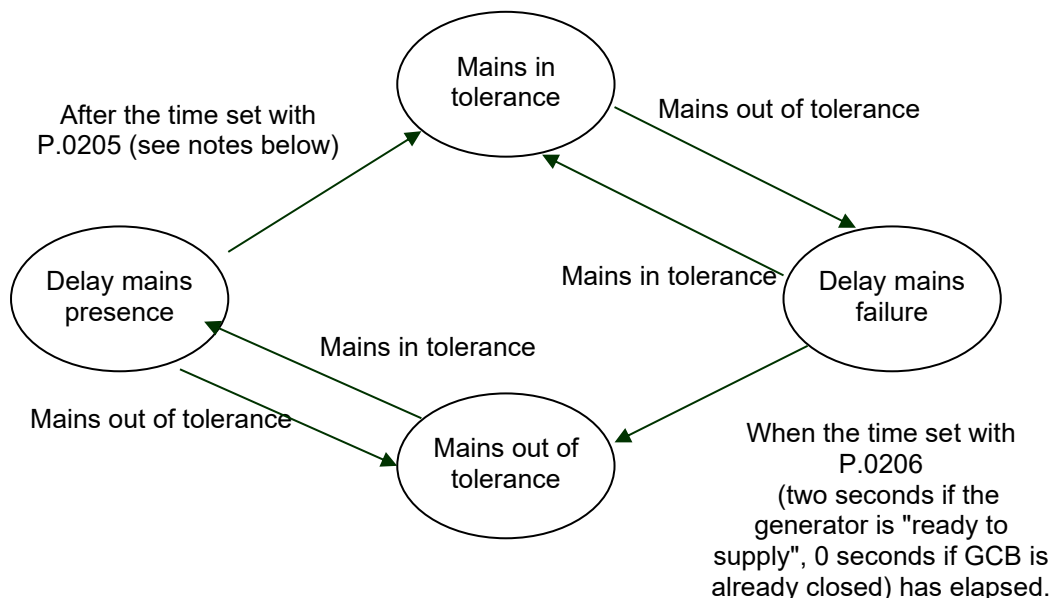 Mains in
tolerance
After the time set with
P.0205 (see notes below)
Mains out of tolerance
Mains in tolerance
Delay mains
presence
Delay mains
failure
Mains in tolerance
Mains out of tolerance
Mains out of
tolerance
When the time set with
P.0206
(two seconds if the
generator is "ready to
supply", 0 seconds if GCB is
already closed) has elapsed.